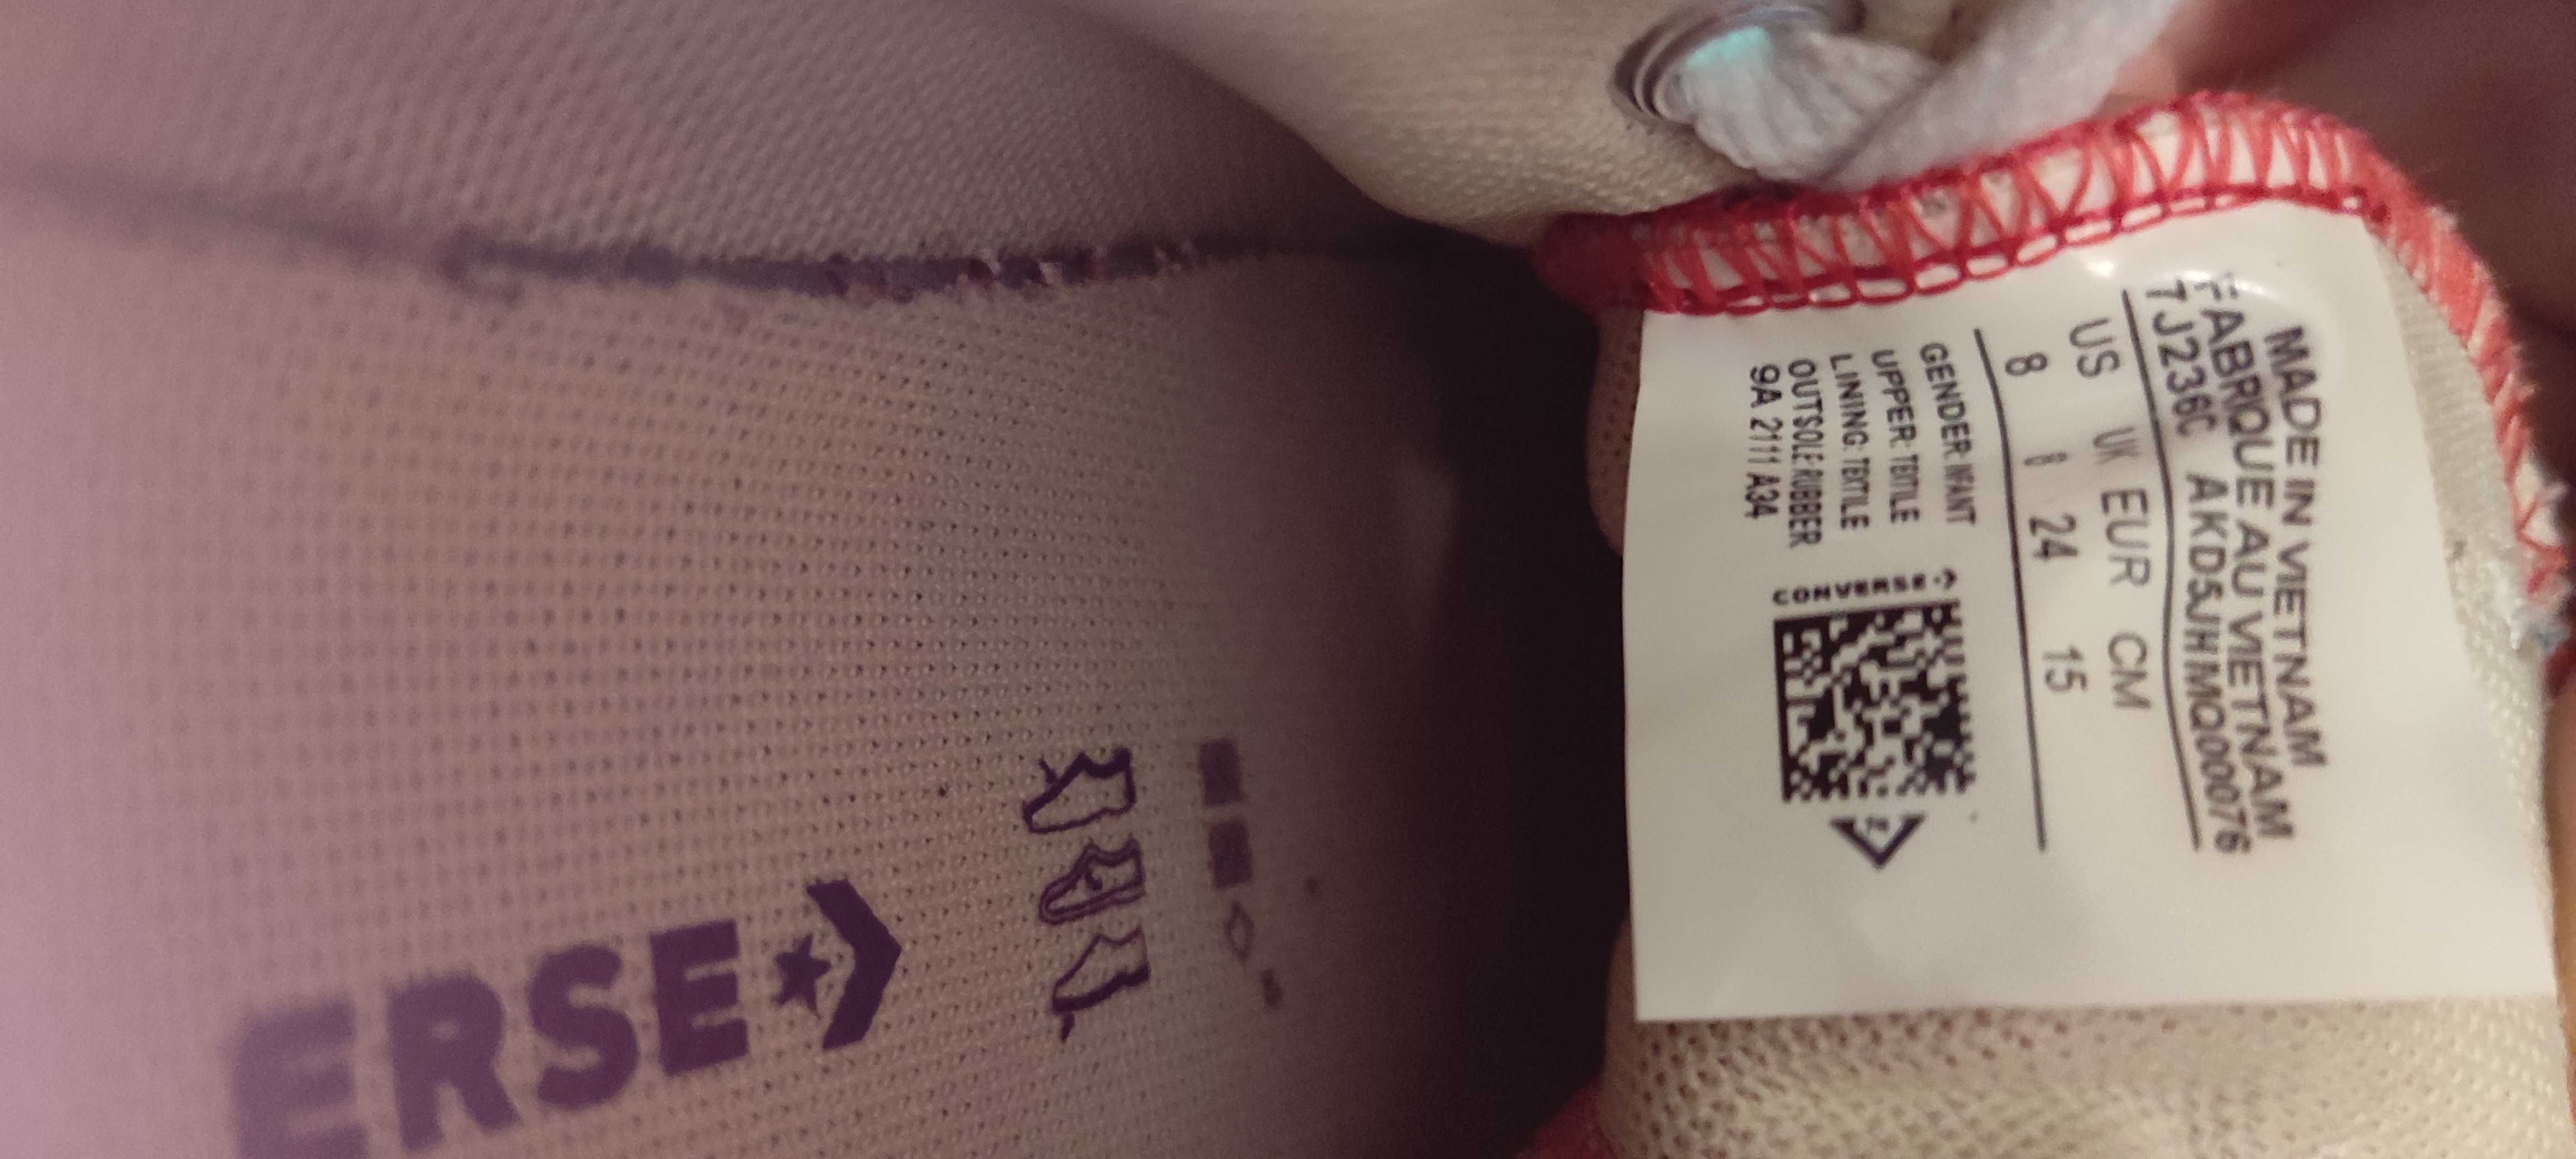 ERSE
MADE IN VIETNAM
FABRIQUE AU VIETNAM
7J236C AKD5JHMQ00076
US UK EUR CM
8 8 24 15
GENDER: INFANT
UPPER: TEXTILE
LINING: TEXTILE
OUTSOLE: RUBBER
9A 2111 A34
CONVERSE